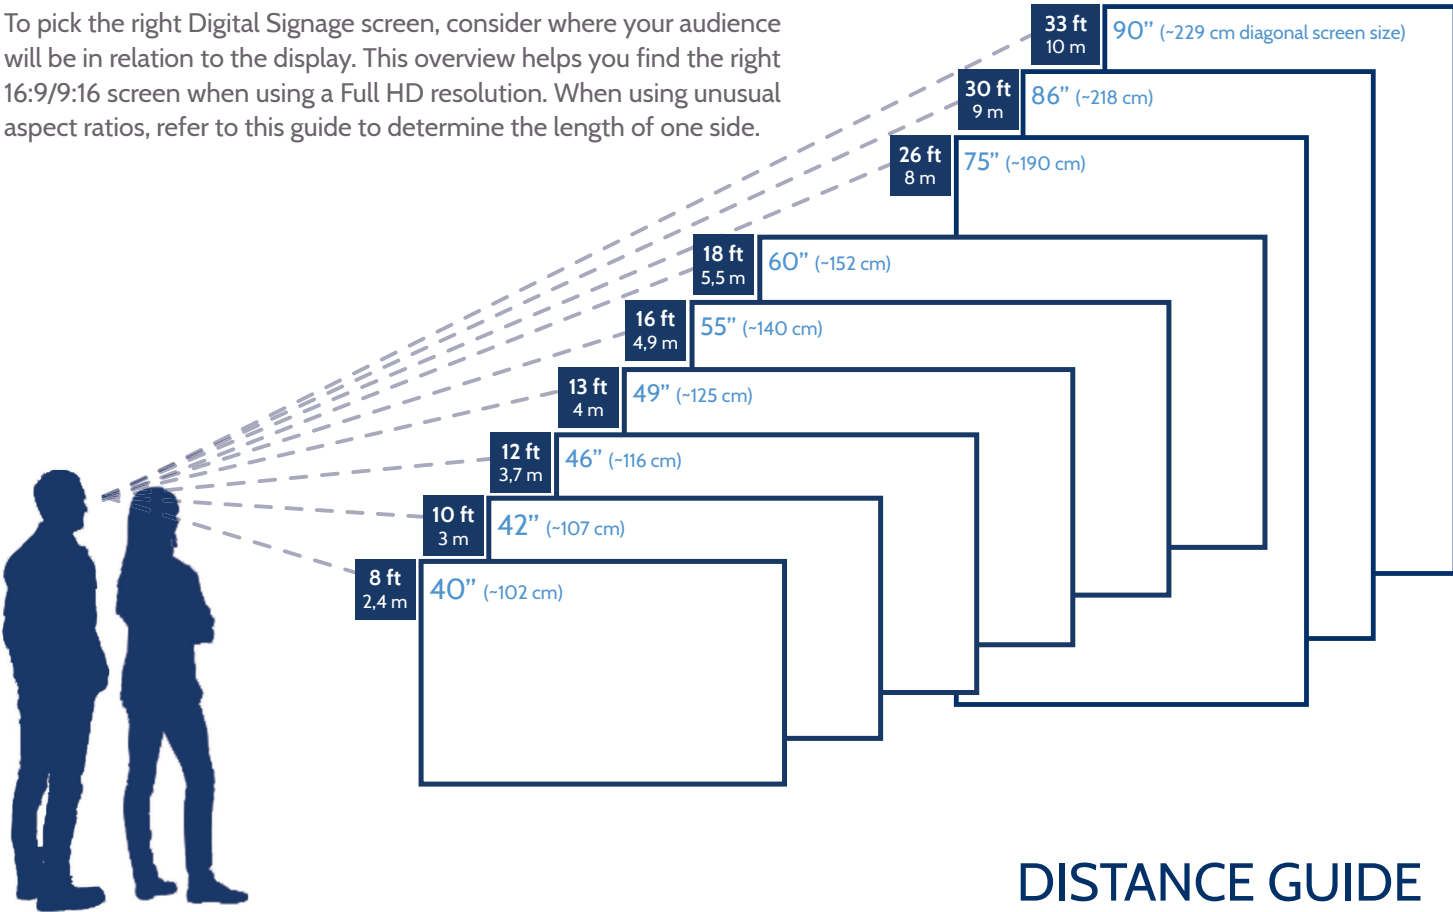 To pick the right Digital Signage screen, consider where your audience
will be in relation to the display. This overview helps you find the right
16:9/9:16 screen when using a Full HD resolution. When using unusual
aspect ratios, refer to this guide to determine the length of one side.
33 ft
10 m
90” (~229 cm diagonal screen size)
30 ft
9 m
86” (~218 cm)
26 ft
8 m
75” (~190 cm)
18 ft
5,5 m
60” (~152 cm)
16 ft
4,9 m
55” (~140 cm)
13 ft
4 m
49” (~125 cm)
12 ft
3,7 m
46” (~116 cm)
10 ft
3 m
42” (~107 cm)
8 ft
2,4 m
40” (~102 cm)
DISTANCE GUIDE